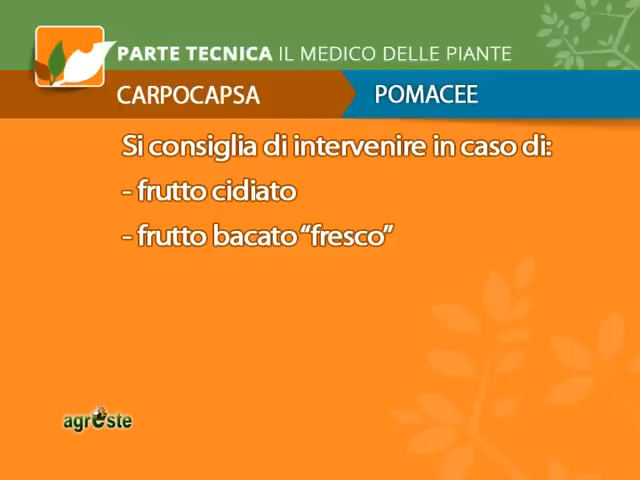 PARTE TECNICA IL MEDICO DELLE PIANTE
CARPOCAPSA
POMACEE
Si consiglia di intervenire in caso di:
- frutto cidiato
- frutto bacato “fresco”
agreste